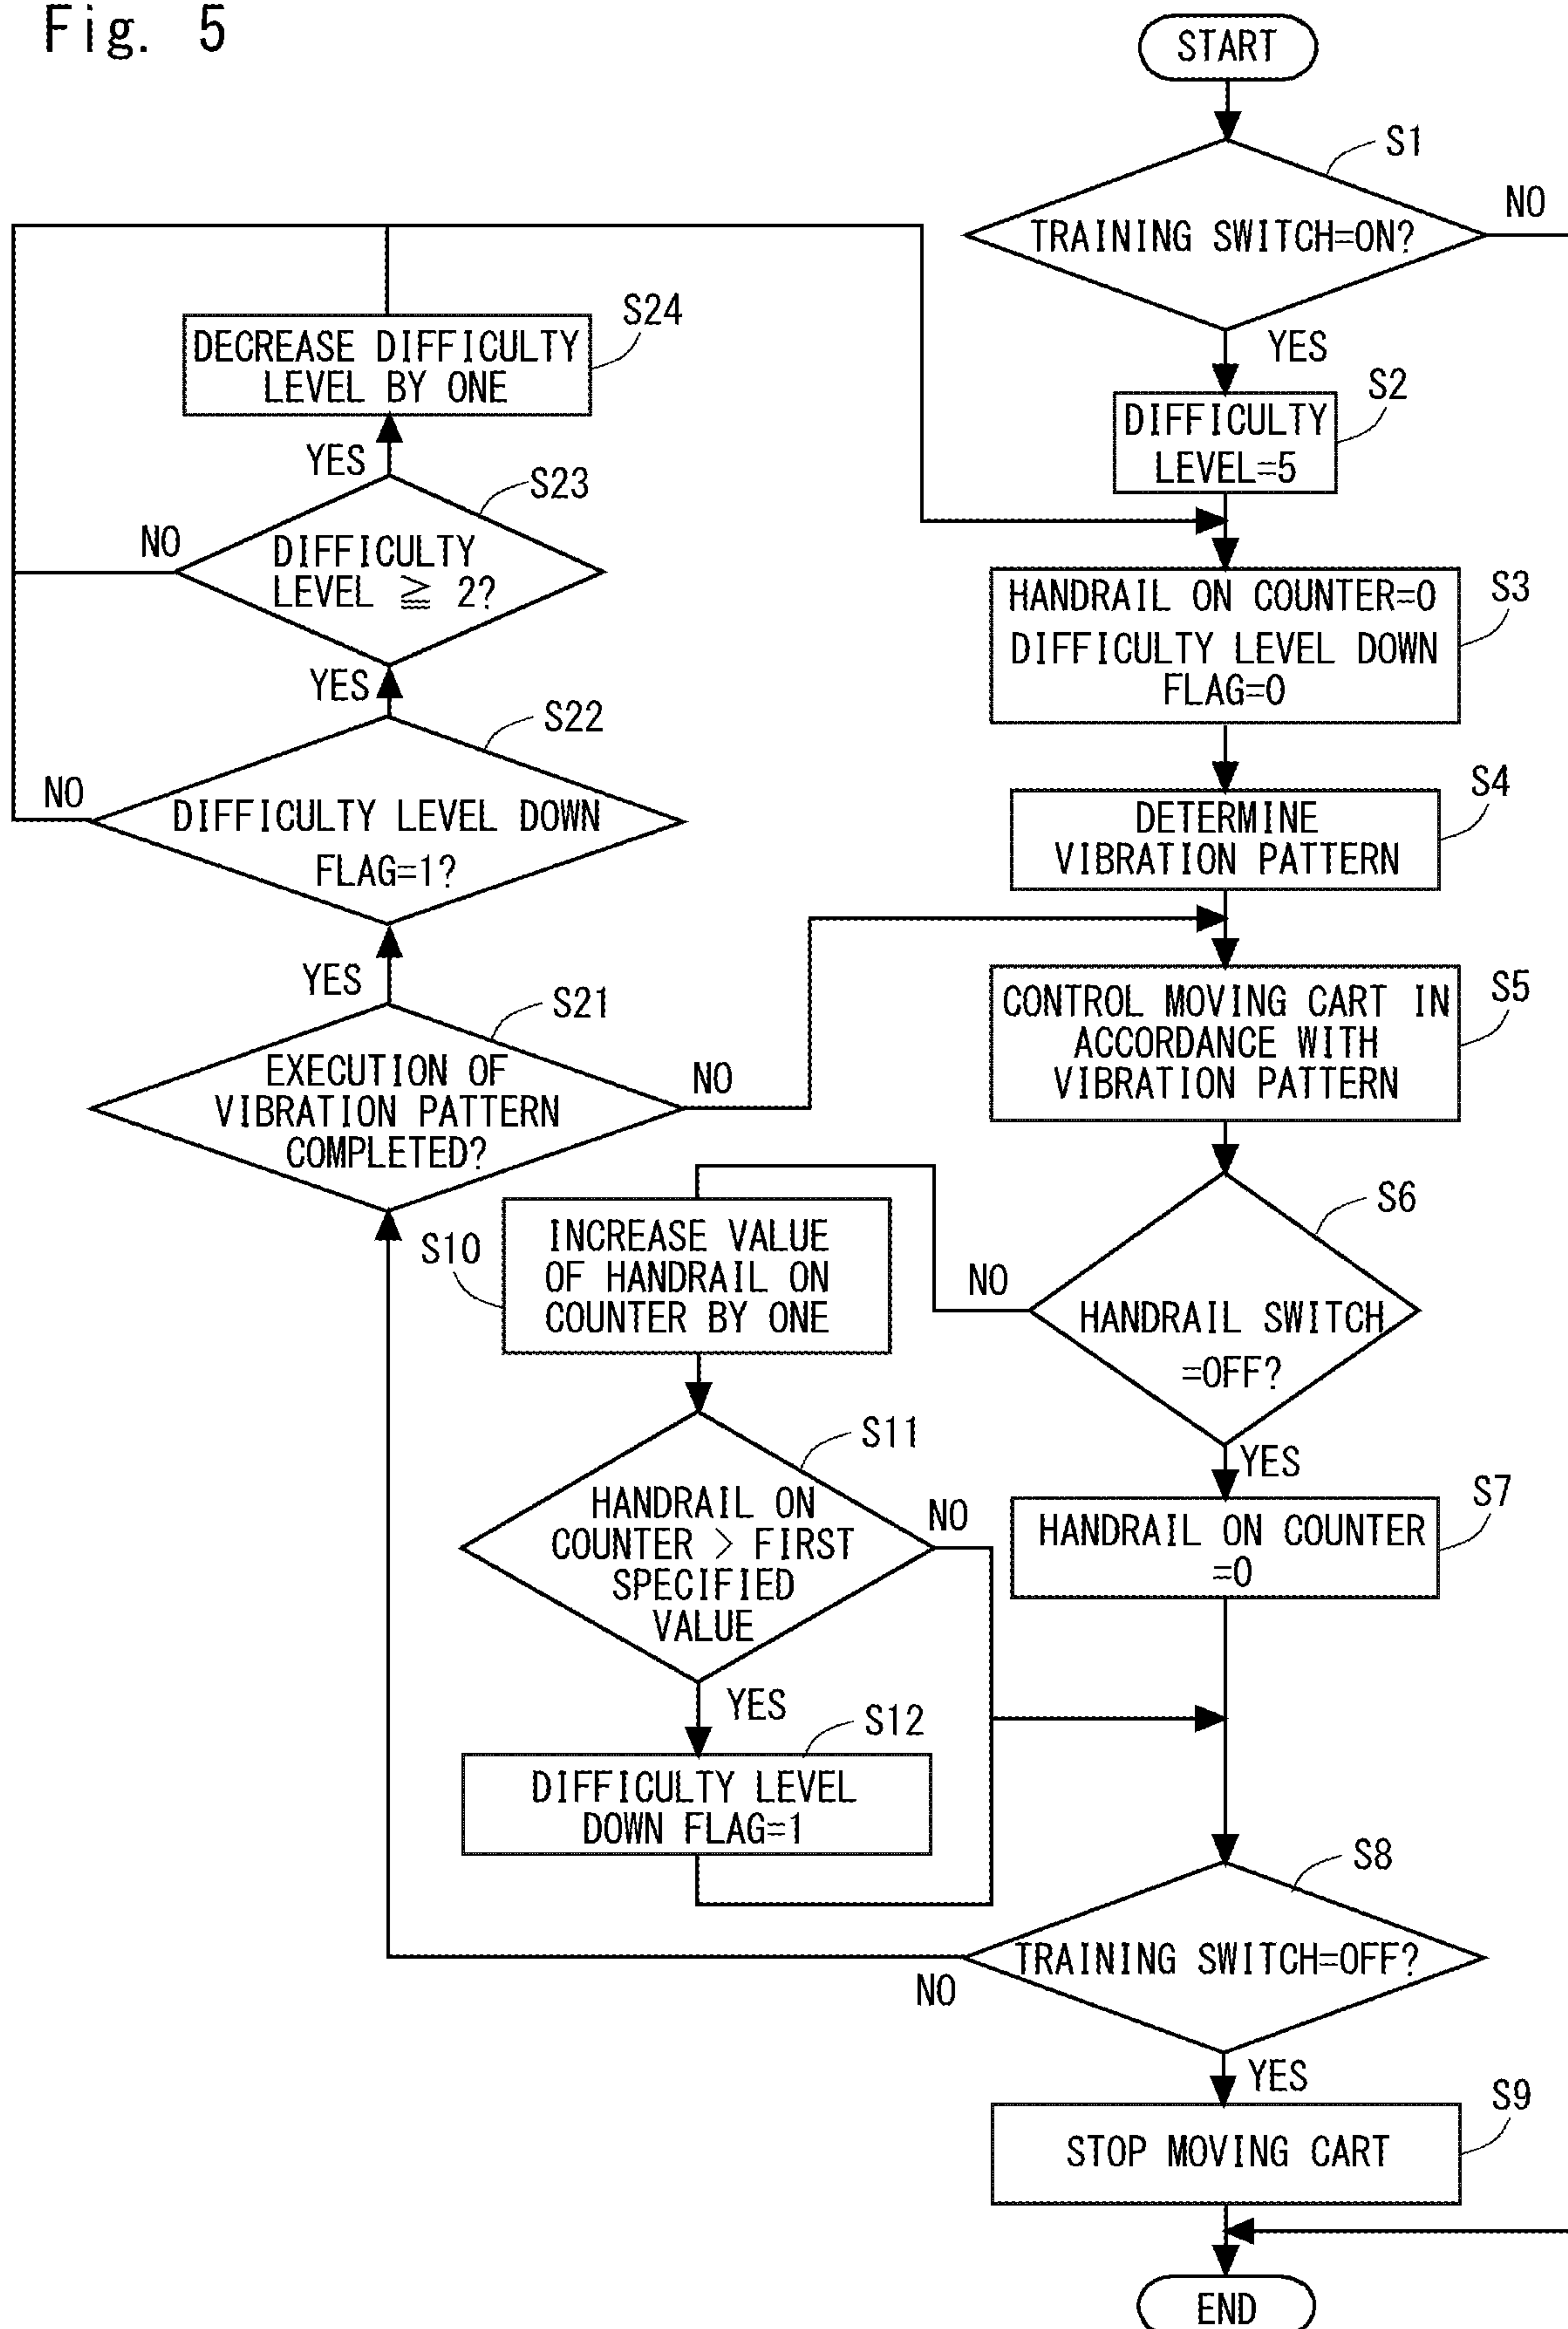 Fig. 5
START
S1
TRAINING SWITCH=ON?
NO
YES
S2
DIFFICULTY
LEVEL=5
S3
HANDRAIL ON COUNTER=0
DIFFICULTY LEVEL DOWN
FLAG=0
S4
DETERMINE
VIBRATION PATTERN
S5
CONTROL MOVING CART IN
ACCORDANCE WITH
VIBRATION PATTERN
S6
HANDRAIL SWITCH
=OFF?
NO
YES
S7
HANDRAIL ON COUNTER
=0
S10
INCREASE VALUE
OF HANDRAIL ON
COUNTER BY ONE
S11
HANDRAIL ON
COUNTER > FIRST
SPECIFIED
VALUE
NO
YES
S12
DIFFICULTY LEVEL
DOWN FLAG=1
S8
TRAINING SWITCH=OFF?
NO
YES
S9
STOP MOVING CART
END
S21
EXECUTION OF
VIBRATION PATTERN
COMPLETED?
NO
YES
S22
DIFFICULTY LEVEL DOWN
FLAG=1?
NO
YES
S23
DIFFICULTY
LEVEL ≧ 2?
NO
YES
S24
DECREASE DIFFICULTY
LEVEL BY ONE